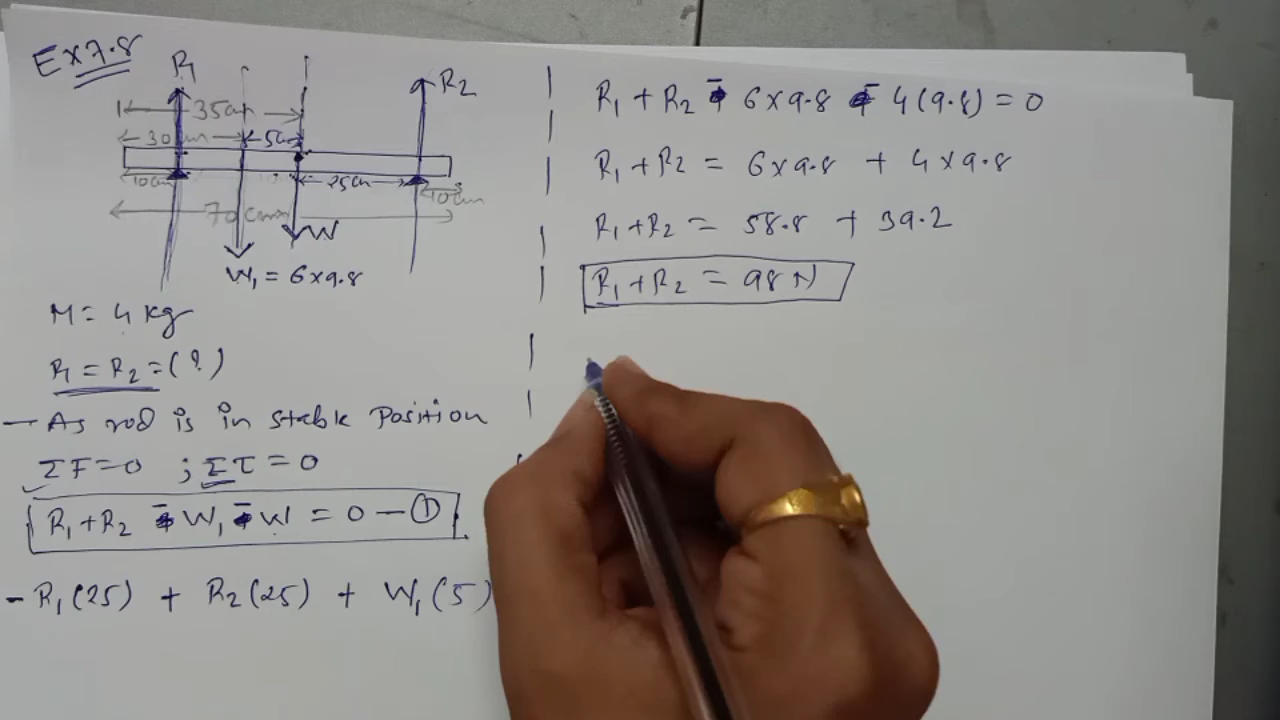 Ex 7.8
R1 R2
35cm
30cm 5cm
10cm 25cm 10cm
70cm
W
W1 = 6×9.8
M = 4 kg
R1 = R2 = (?)
- As rod is in stable Position
ΣF=0 ; Στ = 0
R1+R2 - W1 - W = 0 — ①
- R1(25) + R2(25) + W1(5)
R1 + R2 - 6×9.8 - 4(9.8) = 0
R1 + R2 = 6×9.8 + 4×9.8
R1+R2 = 58.8 + 39.2
R1+R2 = 98 N